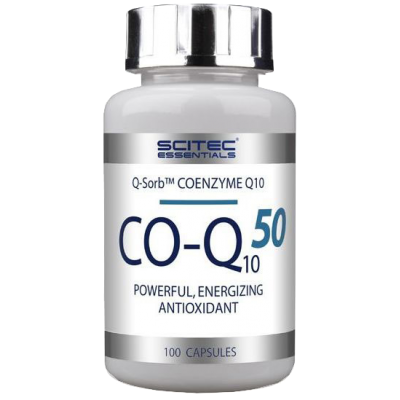 SCITEC
ESSENTIALS
Q-Sorb™ COENZYME Q10
CO-Q10 50
POWERFUL, ENERGIZING
ANTIOXIDANT
100 CAPSULES